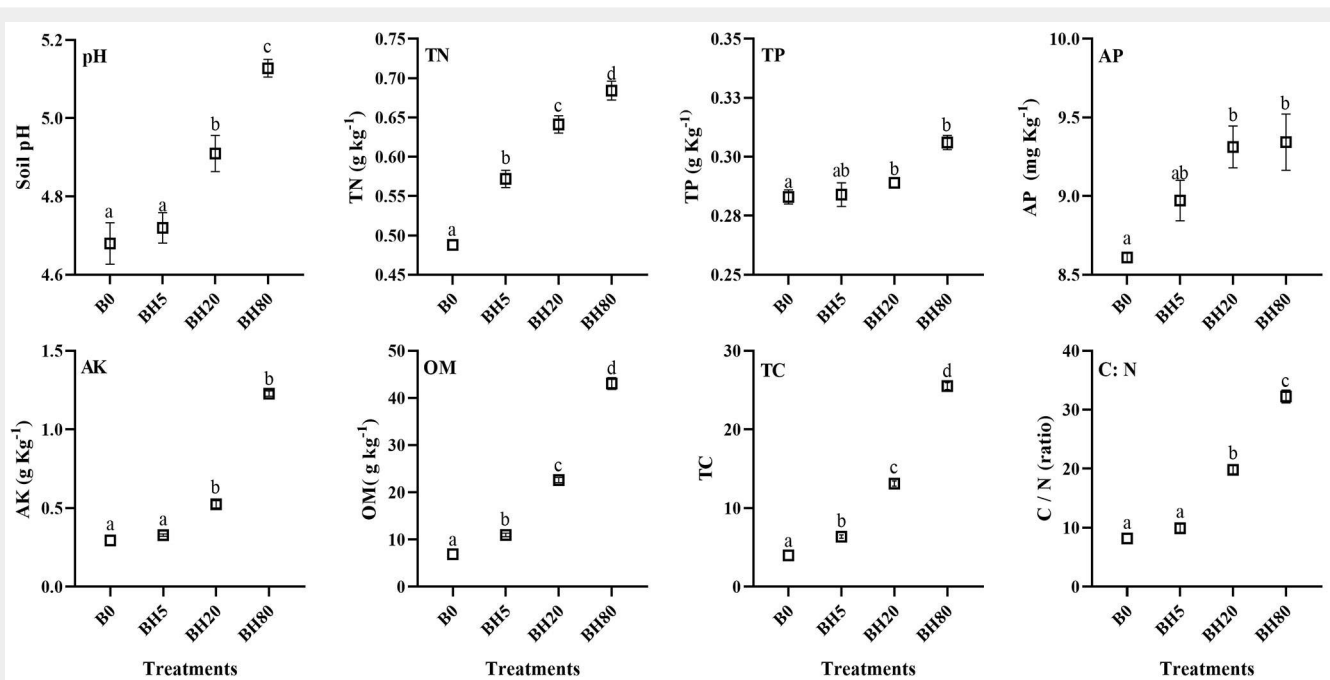 pH
Soil pH
5.2
5.0
4.8
4.6
a
a
b
c
B0
BH5
BH20
BH80
TN
TN (g kg⁻¹)
0.75
0.70
0.65
0.60
0.55
0.50
0.45
a
b
c
d
B0
BH5
BH20
BH80
TP
TP (g Kg⁻¹)
0.35
0.33
0.30
0.28
0.25
a
ab
b
b
B0
BH5
BH20
BH80
AP
AP (mg Kg⁻¹)
10.0
9.5
9.0
8.5
a
ab
b
b
B0
BH5
BH20
BH80
AK
AK (g Kg⁻¹)
1.5
1.0
0.5
0.0
a
a
b
b
B0
BH5
BH20
BH80
Treatments
OM
OM( g kg⁻¹)
50
40
30
20
10
0
a
b
c
d
B0
BH5
BH20
BH80
Treatments
TC
TC
30
20
10
0
a
b
c
d
B0
BH5
BH20
BH80
Treatments
C: N
C / N (ratio)
40
30
20
10
0
a
a
b
c
B0
BH5
BH20
BH80
Treatments